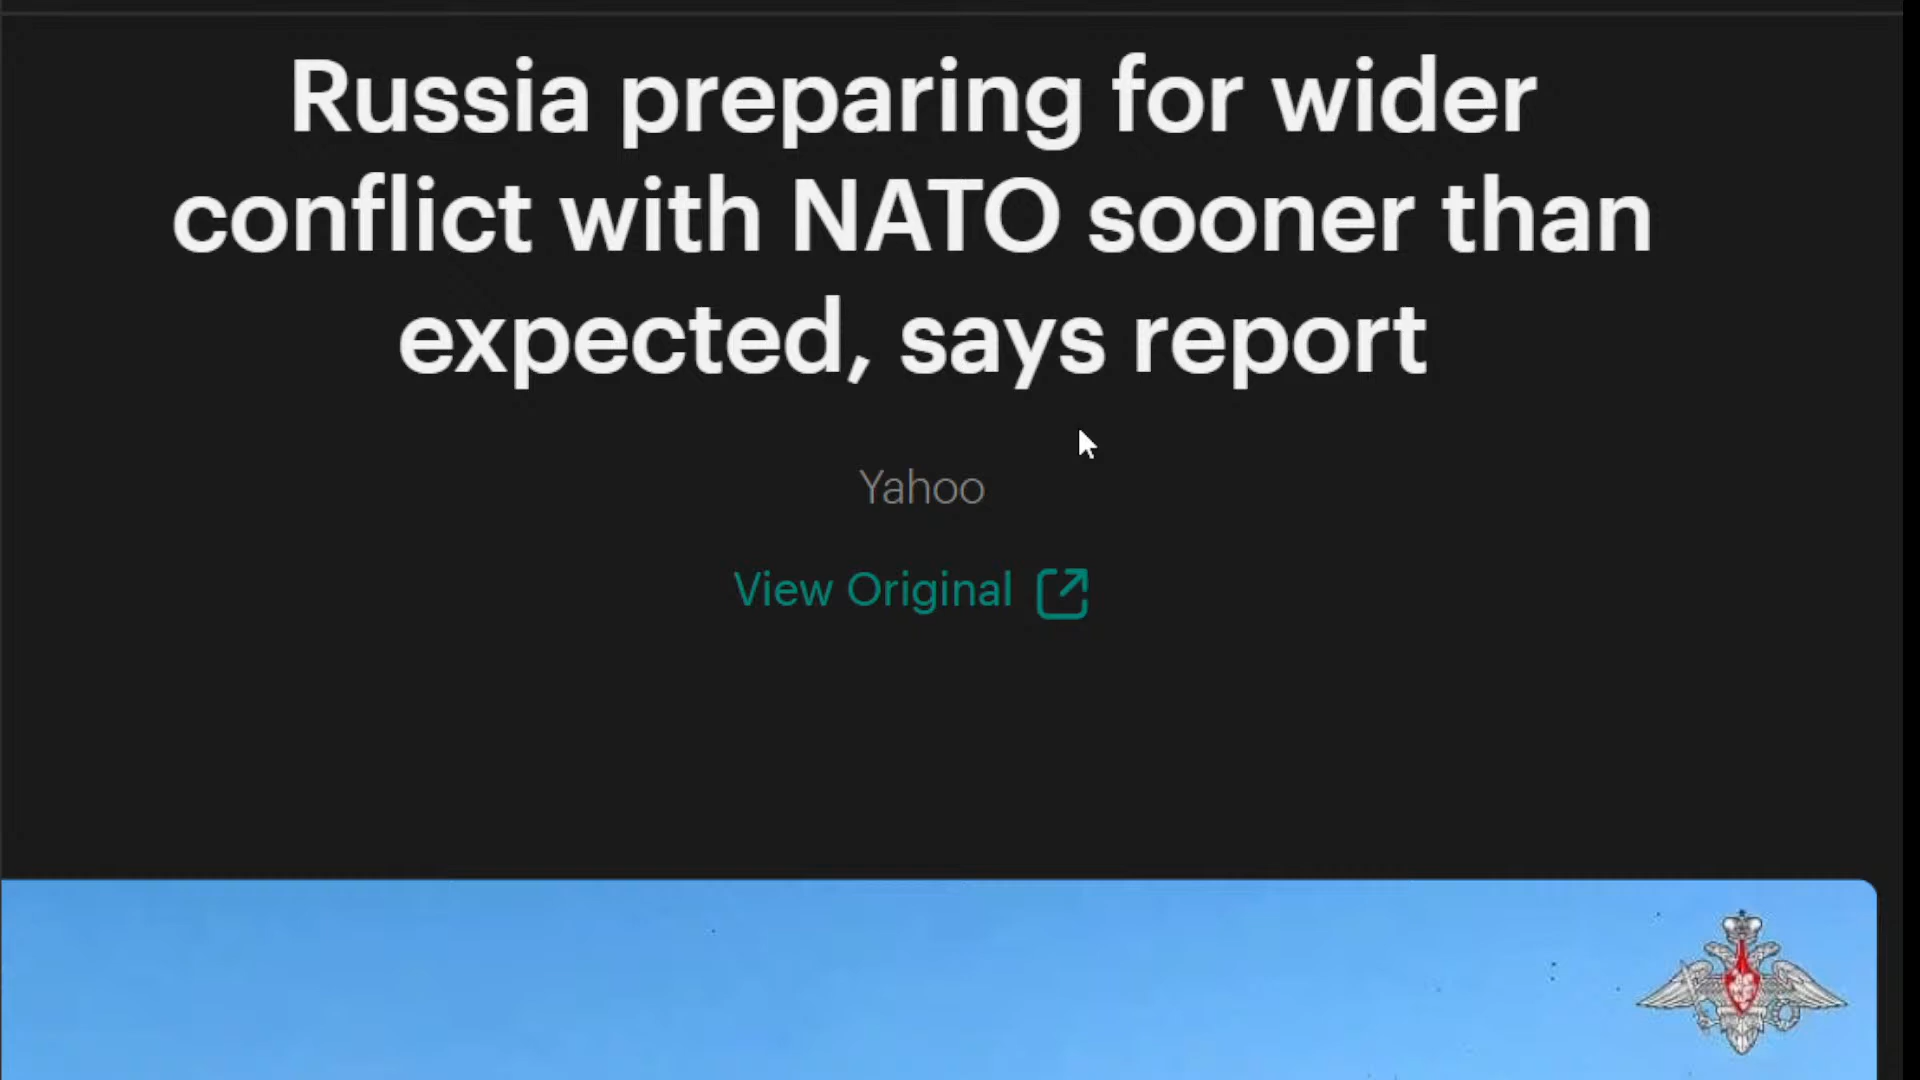 Russia preparing for wider
conflict with NATO sooner than
expected, says report
Yahoo
View Original